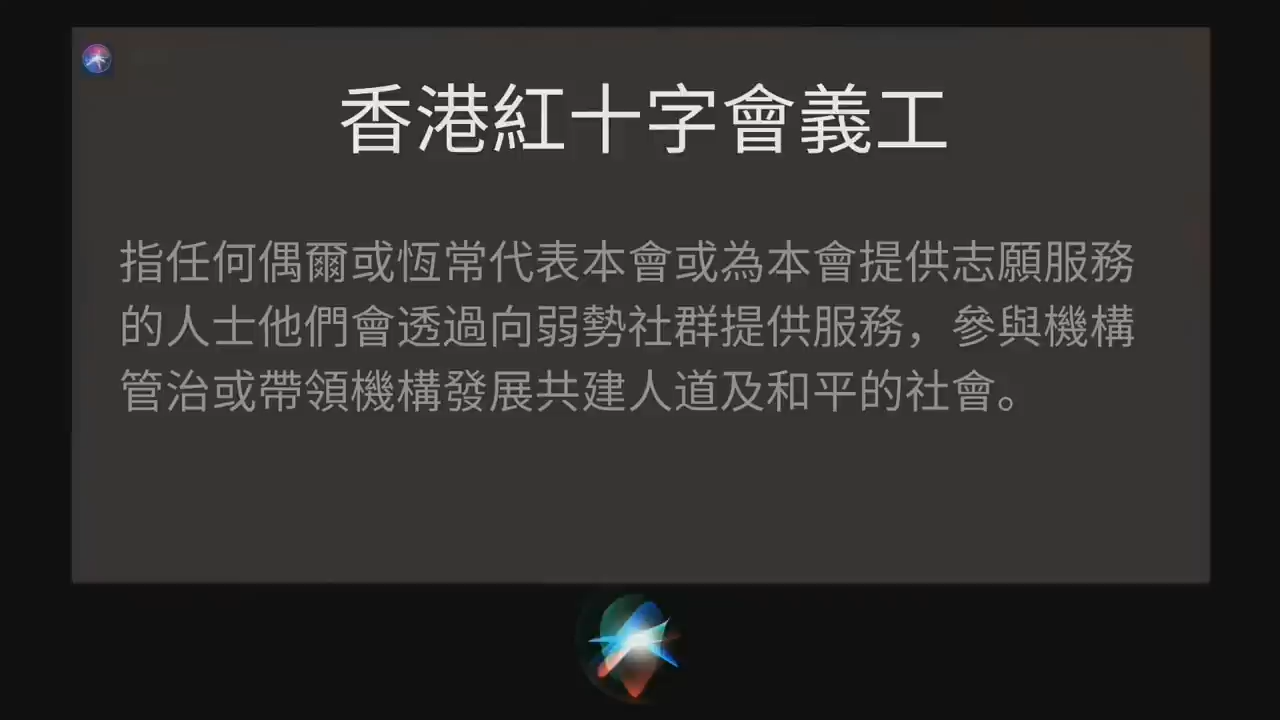 香港紅十字會義工
指任何偶爾或恆常代表本會或為本會提供志願服務
的人士他們會透過向弱勢社群提供服務，參與機構
管治或帶領機構發展共建人道及和平的社會。